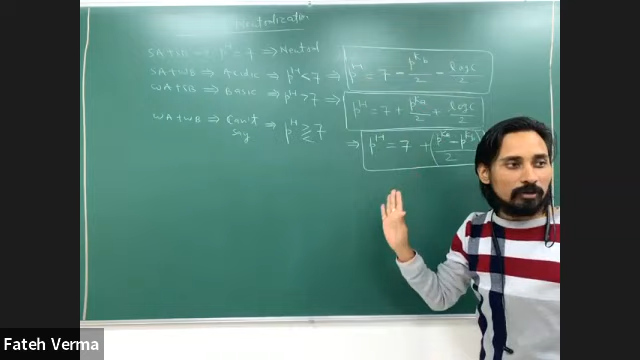 Neutralization
SA+SB ⇒ pH = 7 ⇒ Neutral
SA+WB ⇒ Acidic ⇒ pH < 7 ⇒ pH = 7 - pKb/2 - logC/2
WA+SB ⇒ Basic ⇒ pH > 7 ⇒ pH = 7 + pKa/2 + logC/2
WA+WB ⇒ Can't say ⇒ pH ⪌ 7 ⇒ pH = 7 + (pKa - pKb)/2
Fateh Verma